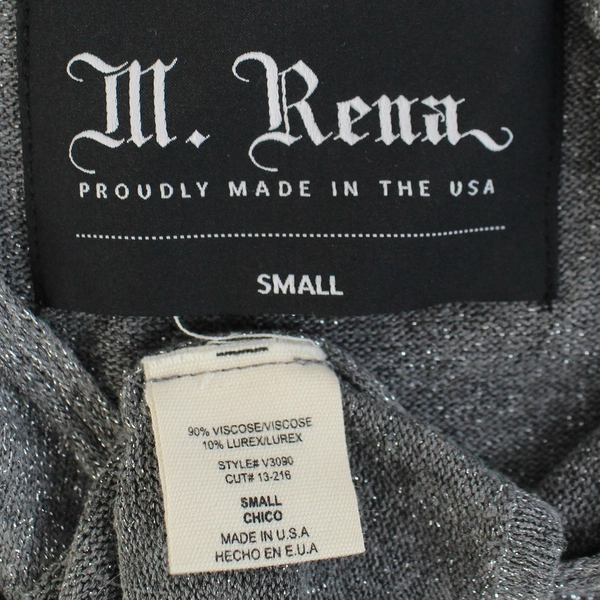 M. Rena
PROUDLY MADE IN THE USA
SMALL
90% VISCOSE/VISCOSE
10% LUREX/LUREX
STYLE# V3090
CUT# 13-216
SMALL
CHICO
MADE IN U.S.A
HECHO EN E.U.A